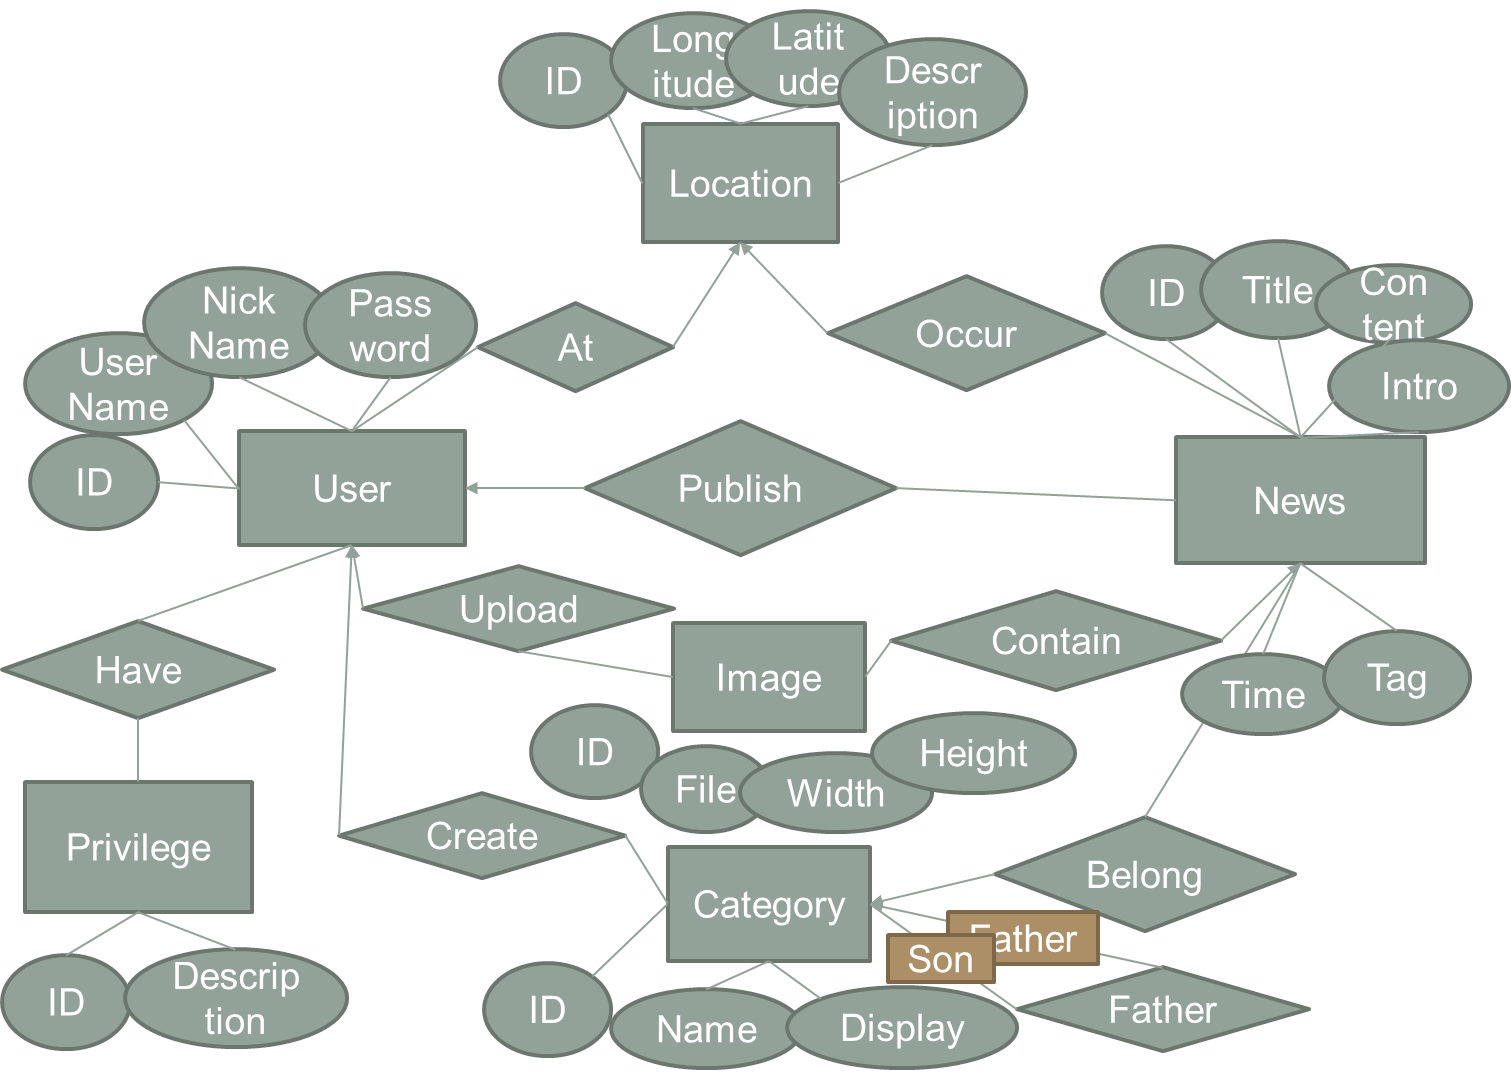 ID
Long
itude
Latit
ude
Descr
iption
Location
User
Name
Nick
Name
Pass
word
ID
At
Occur
ID
Title
Con
tent
Intro
User
Publish
News
Have
Upload
Image
Contain
Time
Tag
ID
File
Width
Height
Privilege
Create
Category
Belong
Father
Son
ID
Descrip
tion
ID
Name
Display
Father